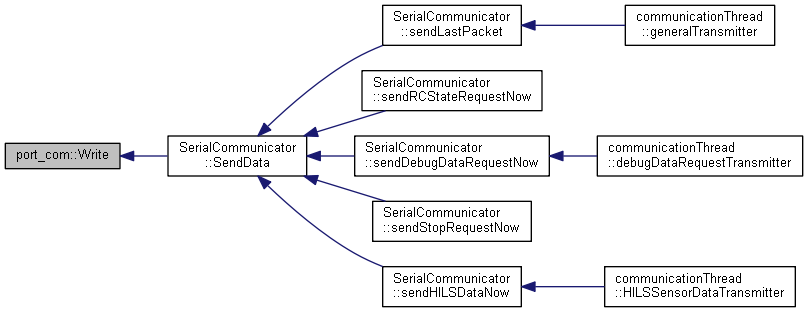 port_com::Write
SerialCommunicator
::SendData
SerialCommunicator
::sendLastPacket
communicationThread
::generalTransmitter
SerialCommunicator
::sendRCStateRequestNow
SerialCommunicator
::sendDebugDataRequestNow
communicationThread
::debugDataRequestTransmitter
SerialCommunicator
::sendStopRequestNow
SerialCommunicator
::sendHILSDataNow
communicationThread
::HILSSensorDataTransmitter